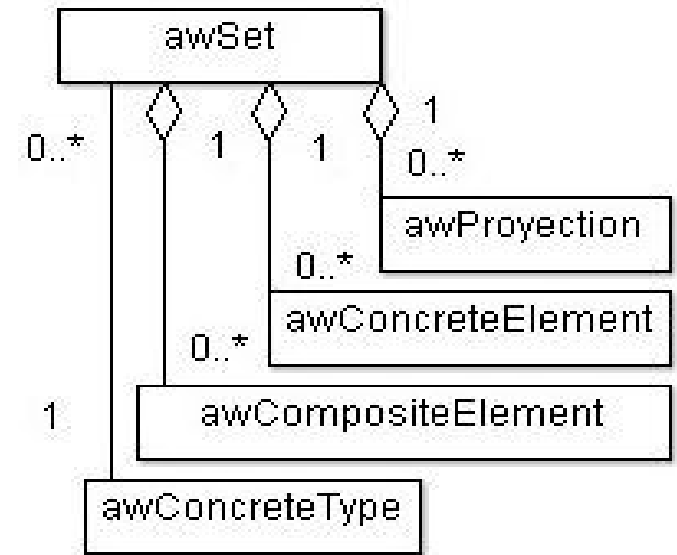 awSet
0..*
1
1
1
0..*
awProyection
0..*
awConcreteElement
0..*
awCompositeElement
1
awConcreteType